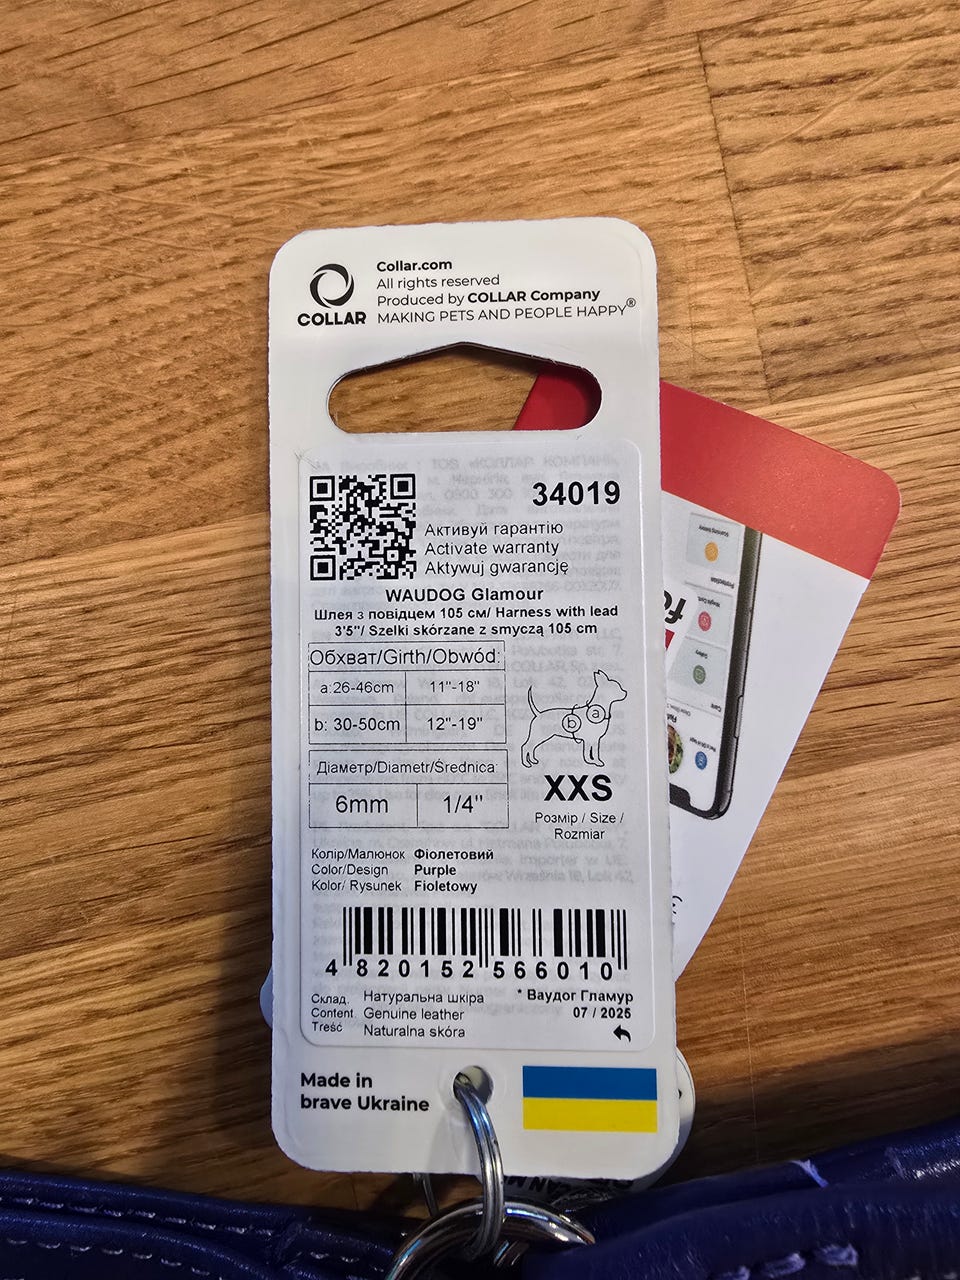 Collar.com
All rights reserved
Produced by COLLAR Company
MAKING PETS AND PEOPLE HAPPY®
COLLAR
34019
Активуй гарантію
Activate warranty
Aktywuj gwarancję
WAUDOG Glamour
Шлея з повідцем 105 см/ Harness with lead
3'5"/ Szelki skórzane z smyczą 105 cm
Обхват/Girth/Obwód:
a:26-46cm 11"-18"
b: 30-50cm 12"-19"
b a
Діаметр/Diametr/Średnica:
6mm 1/4"
XXS
Розмір / Size /
Rozmiar
Колір/Малюнок Фіолетовий
Color/Design Purple
Kolor/ Rysunek Fioletowy
4 820152 566010
Склад. Натуральна шкіра
Content. Genuine leather
Treść Naturalna skóra
* Ваудог Гламур
07 / 2025
Made in
brave Ukraine